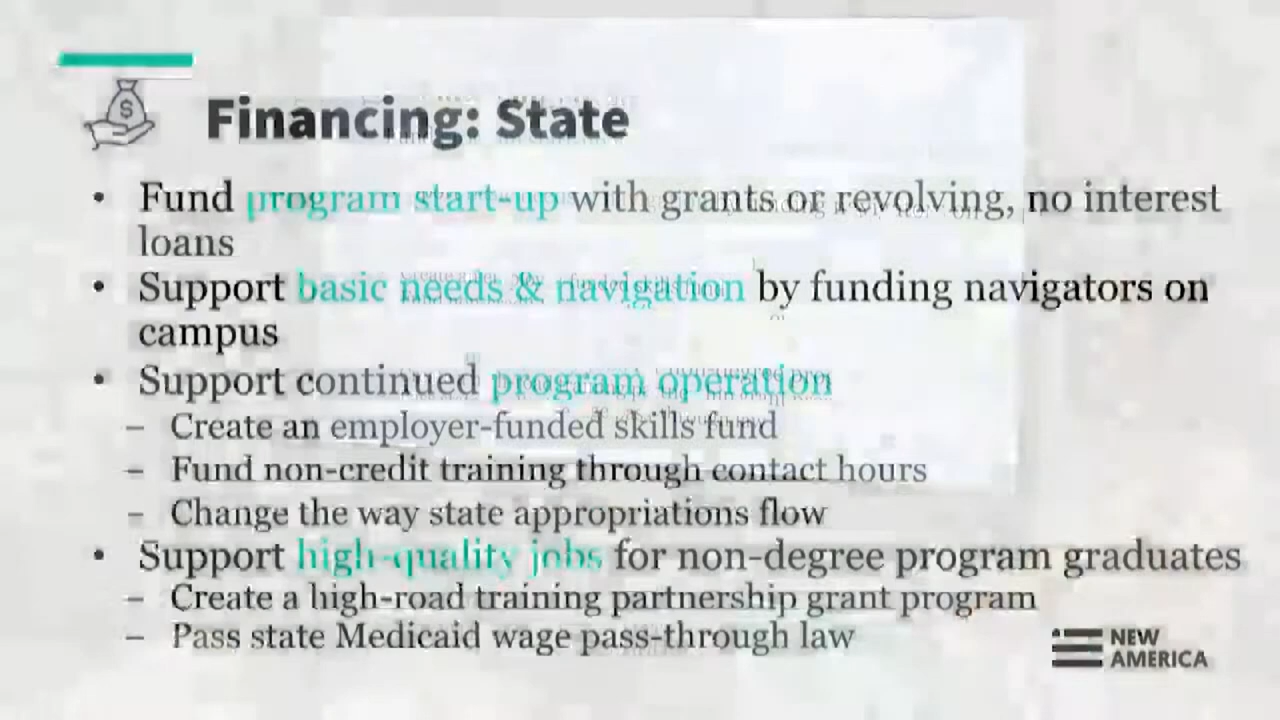 Financing: State
• Fund program start-up with grants or revolving, no interest
loans
• Support basic needs & navigation by funding navigators on
campus
• Support continued program operation
– Create an employer-funded skills fund
– Fund non-credit training through contact hours
– Change the way state appropriations flow
• Support high-quality jobs for non-degree program graduates
– Create a high-road training partnership grant program
– Pass state Medicaid wage pass-through law
NEW
AMERICA